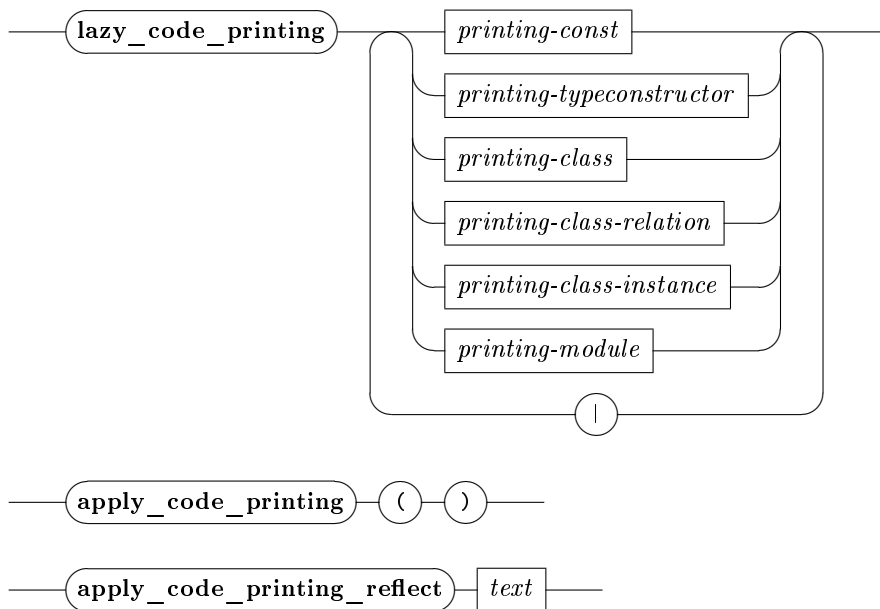 lazy_code_printing printing-const
printing-typeconstructor
printing-class
printing-class-relation
printing-class-instance
printing-module
|
apply_code_printing ( )
apply_code_printing_reflect text